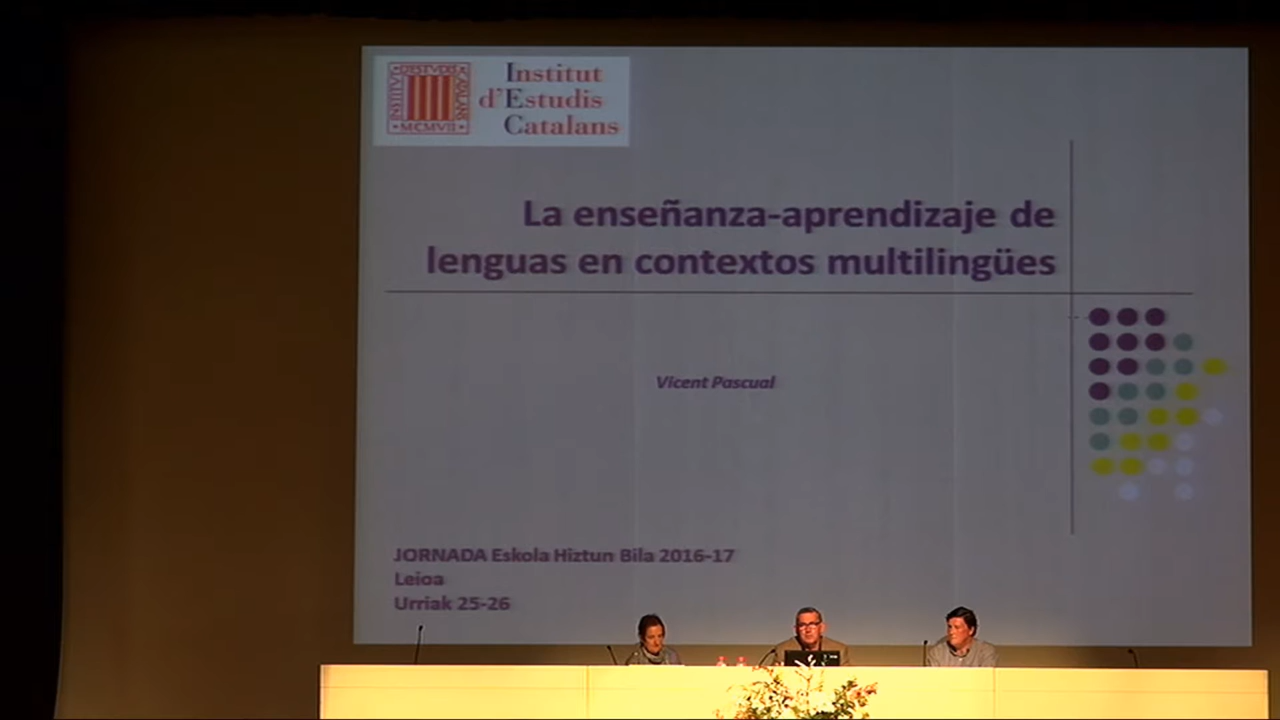 Institut
d'Estudis
Catalans
MCMVII
La enseñanza-aprendizaje de
lenguas en contextos multilingües
Vicent Pascual
JORNADA Eskola Hiztun Bila 2016-17
Leioa
Urriak 25-26